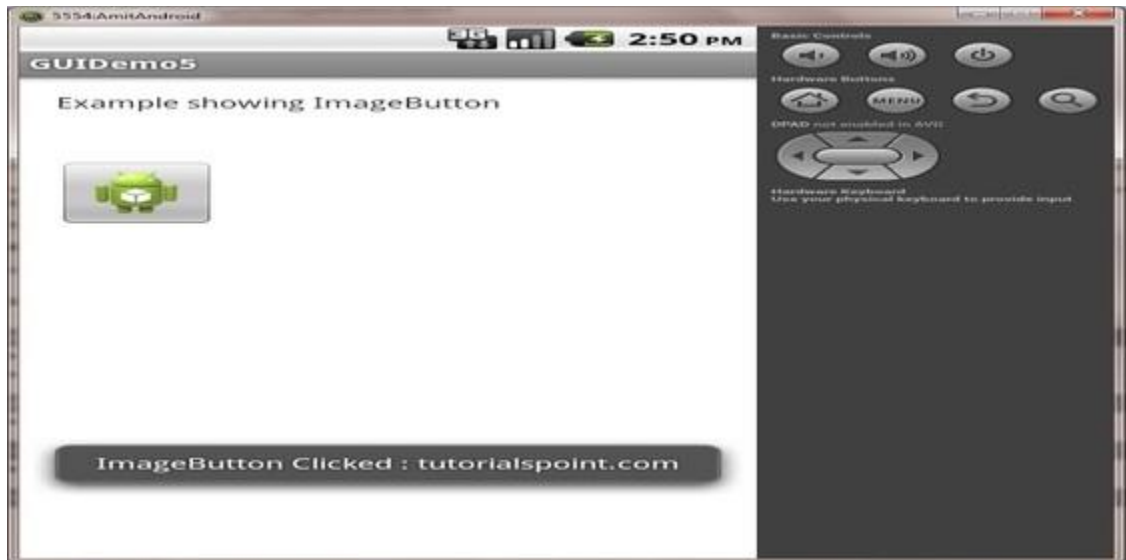 5554:AmitAndroid
2:50 PM
GUIDemo5
Example showing ImageButton
ImageButton Clicked : tutorialspoint.com
Basic Controls
Hardware Buttons
MENU
DPAD not enabled in AVD
Hardware Keyboard
Use your physical keyboard to provide input